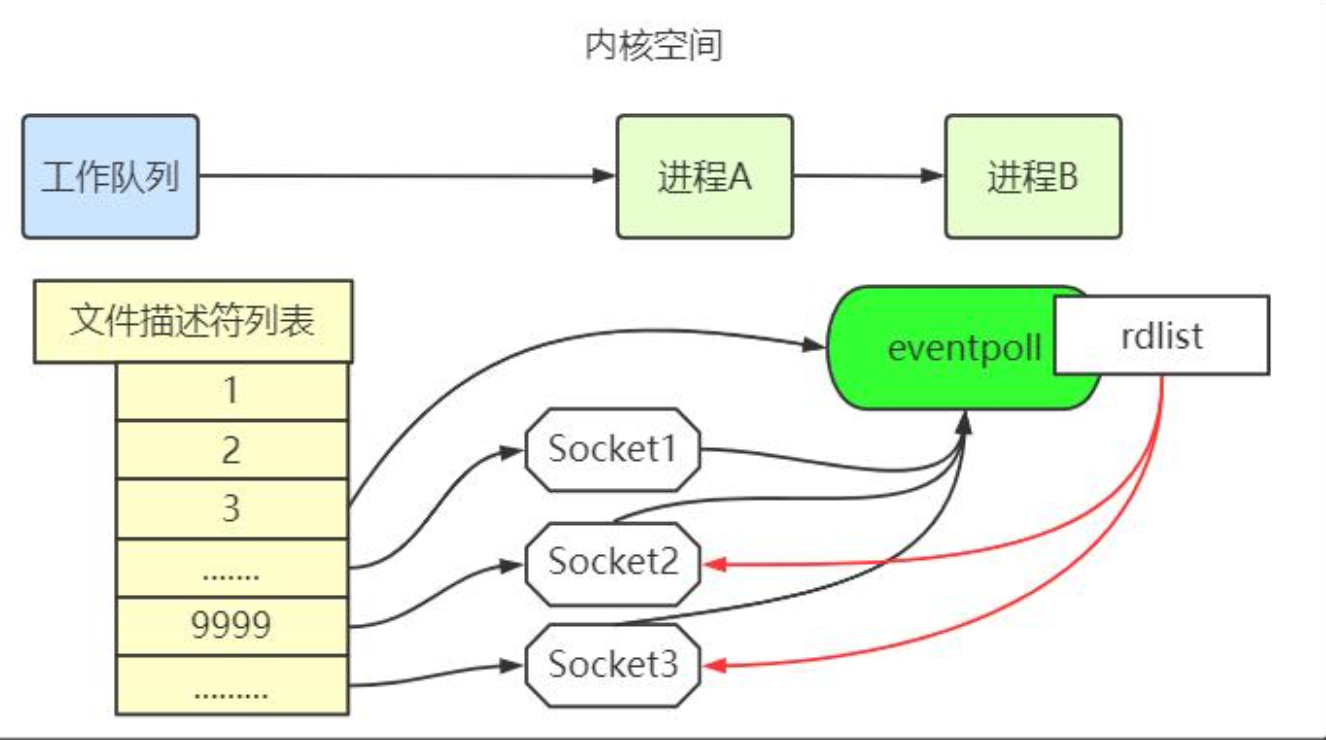 内核空间
工作队列
进程A
进程B
文件描述符列表
1
2
3
.......
9999
.........
eventpoll
rdlist
Socket1
Socket2
Socket3